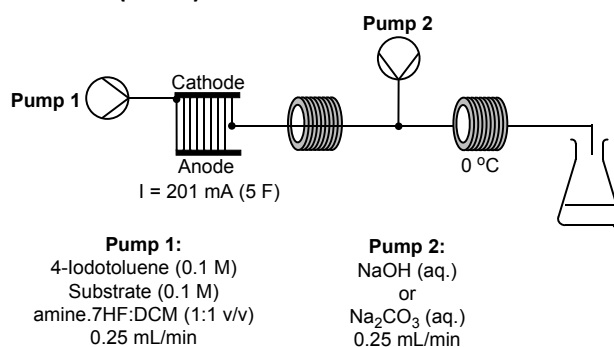 Pump 2
Cathode
Pump 1
Anode
I = 201 mA (5 F)
0 °C
Pump 1:
4-Iodotoluene (0.1 M)
Substrate (0.1 M)
amine.7HF:DCM (1:1 v/v)
0.25 mL/min
Pump 2:
NaOH (aq.)
or
Na₂CO₃ (aq.)
0.25 mL/min